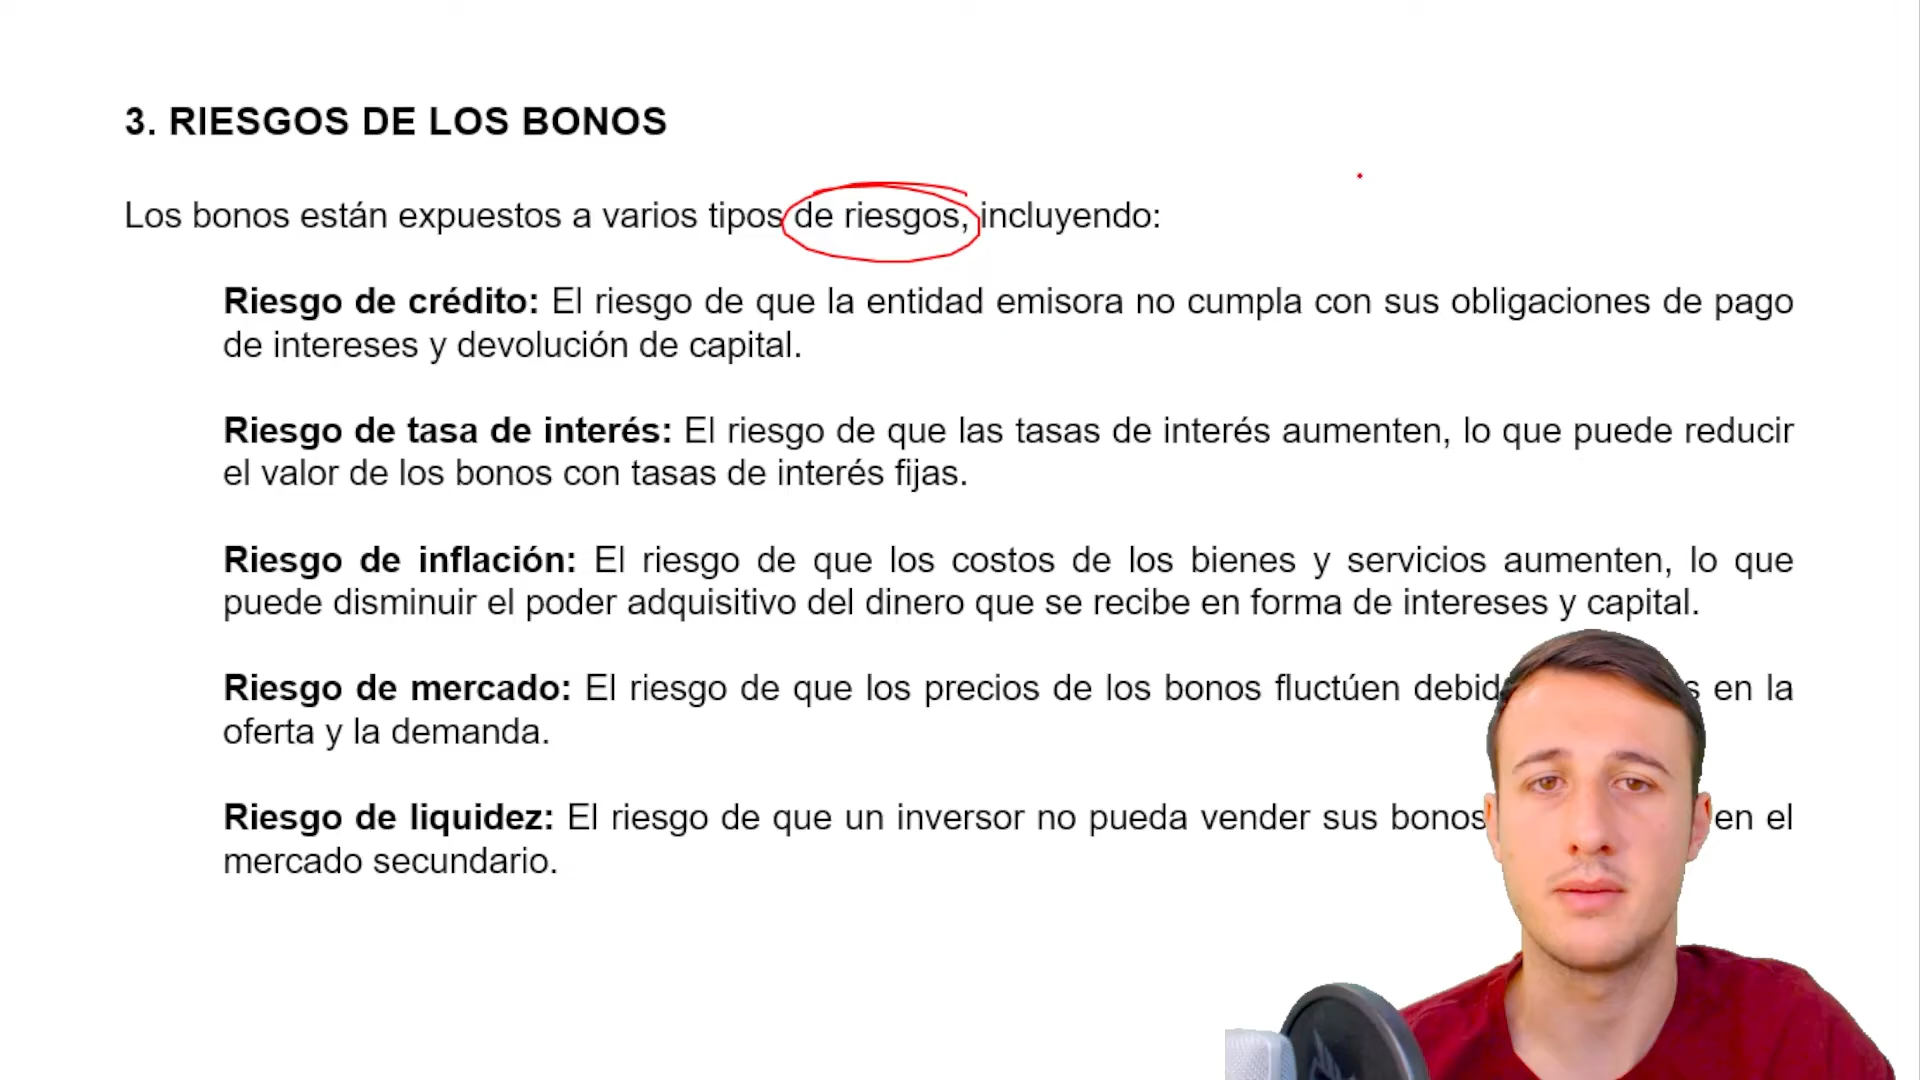 3. RIESGOS DE LOS BONOS
Los bonos están expuestos a varios tipos de riesgos, incluyendo:
Riesgo de crédito: El riesgo de que la entidad emisora no cumpla con sus obligaciones de pago
de intereses y devolución de capital.
Riesgo de tasa de interés: El riesgo de que las tasas de interés aumenten, lo que puede reducir
el valor de los bonos con tasas de interés fijas.
Riesgo de inflación: El riesgo de que los costos de los bienes y servicios aumenten, lo que
puede disminuir el poder adquisitivo del dinero que se recibe en forma de intereses y capital.
Riesgo de mercado: El riesgo de que los precios de los bonos fluctúen en la
oferta y la demanda.
Riesgo de liquidez: El riesgo de que un inversor no pueda vender sus bonos en el
mercado secundario.